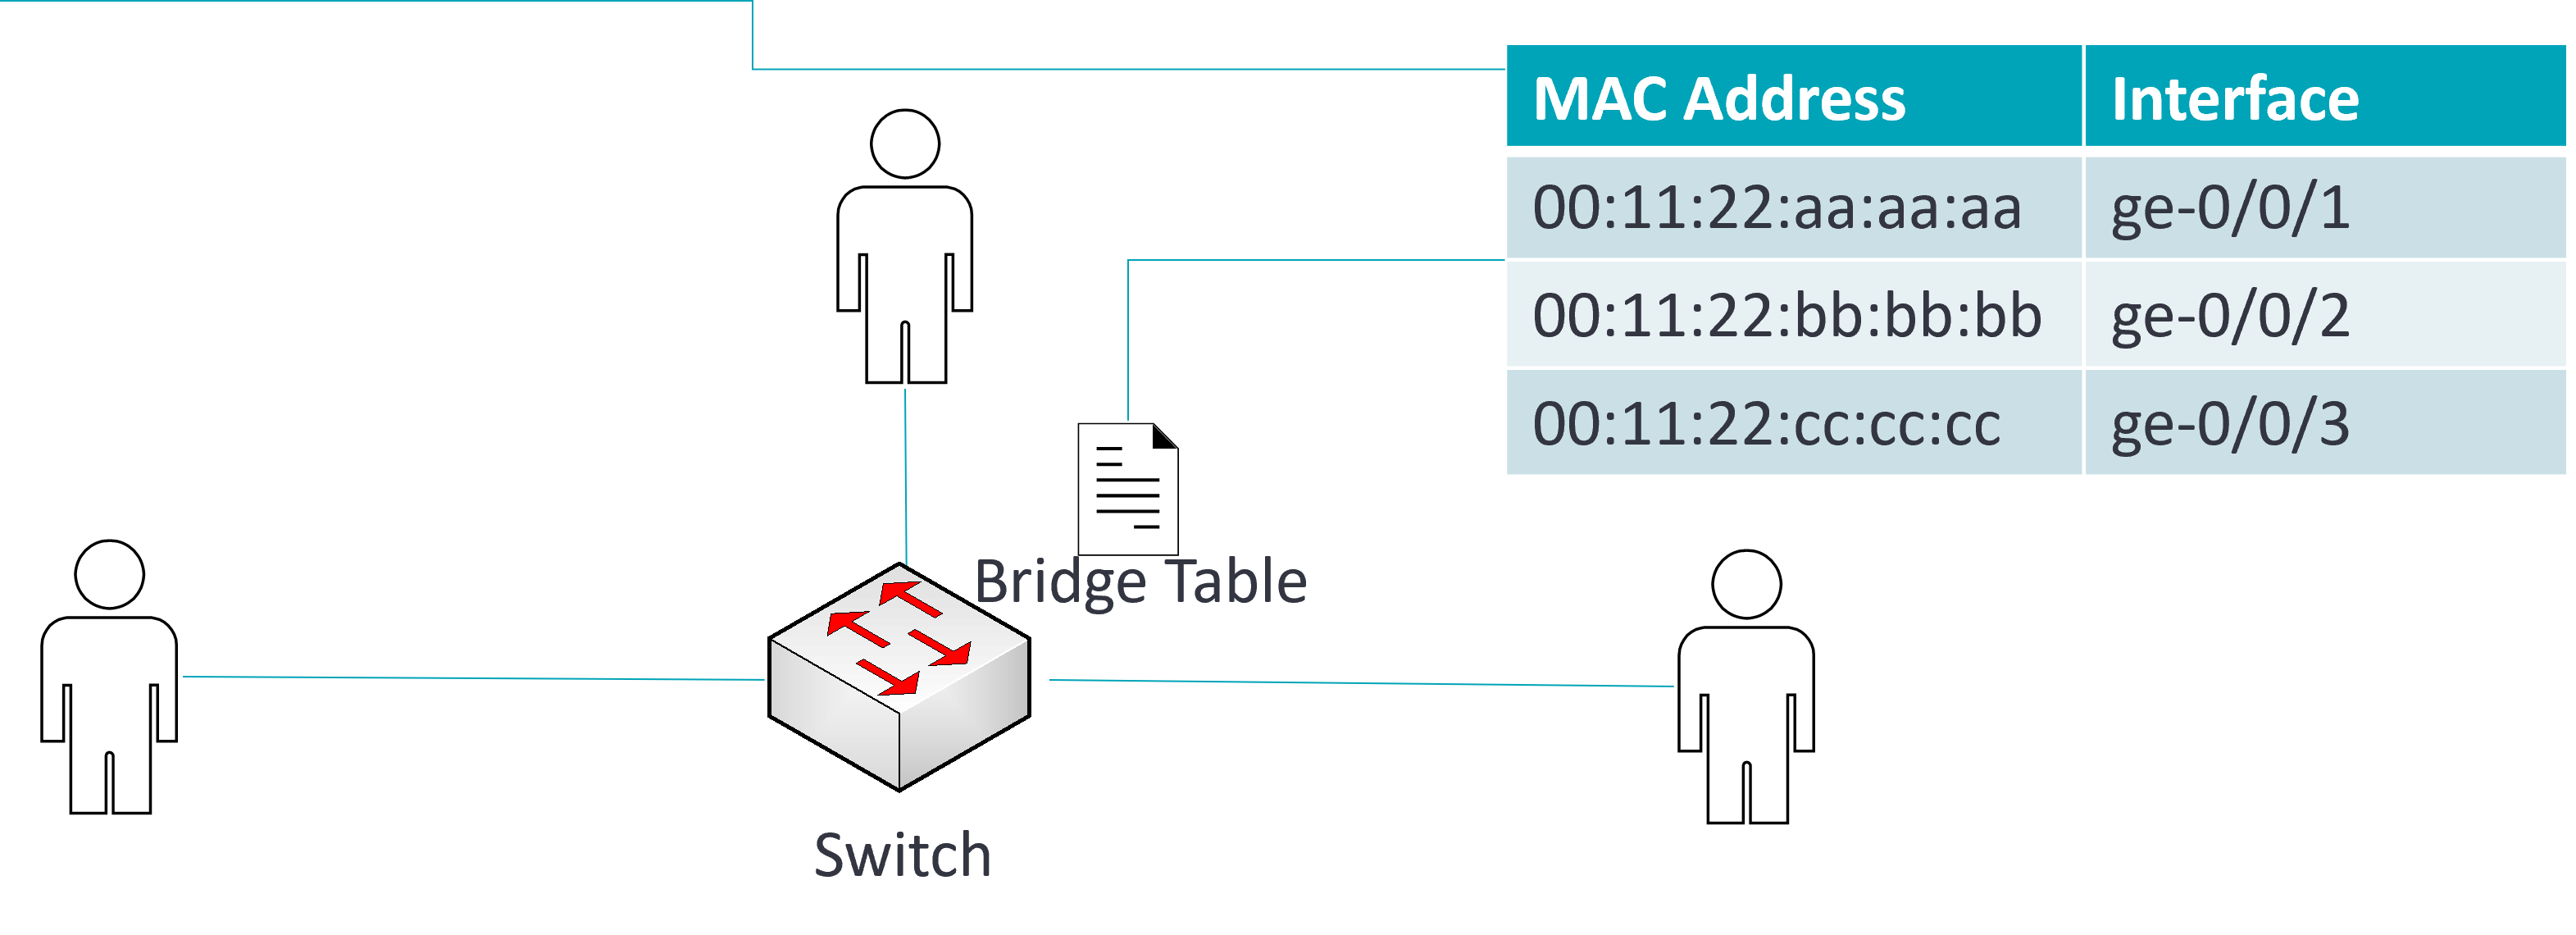 MAC Address Interface
00:11:22:aa:aa:aa ge-0/0/1
00:11:22:bb:bb:bb ge-0/0/2
00:11:22:cc:cc:cc ge-0/0/3
Bridge Table
Switch